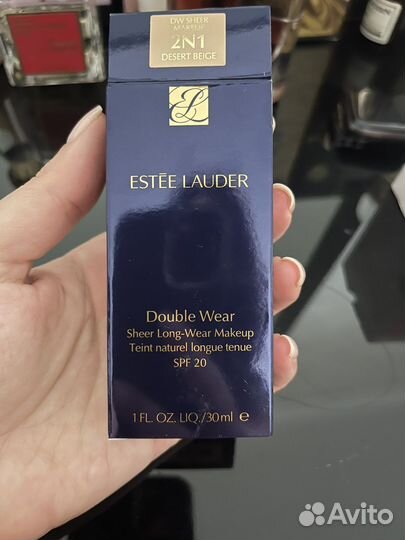 DW SHEER
MAKEUP
2N1
DESERT BEIGE
EL
ESTĒE LAUDER
Double Wear
Sheer Long-Wear Makeup
Teint naturel longue tenue
SPF 20
1 FL. OZ. LIQ./30ml e
Avito